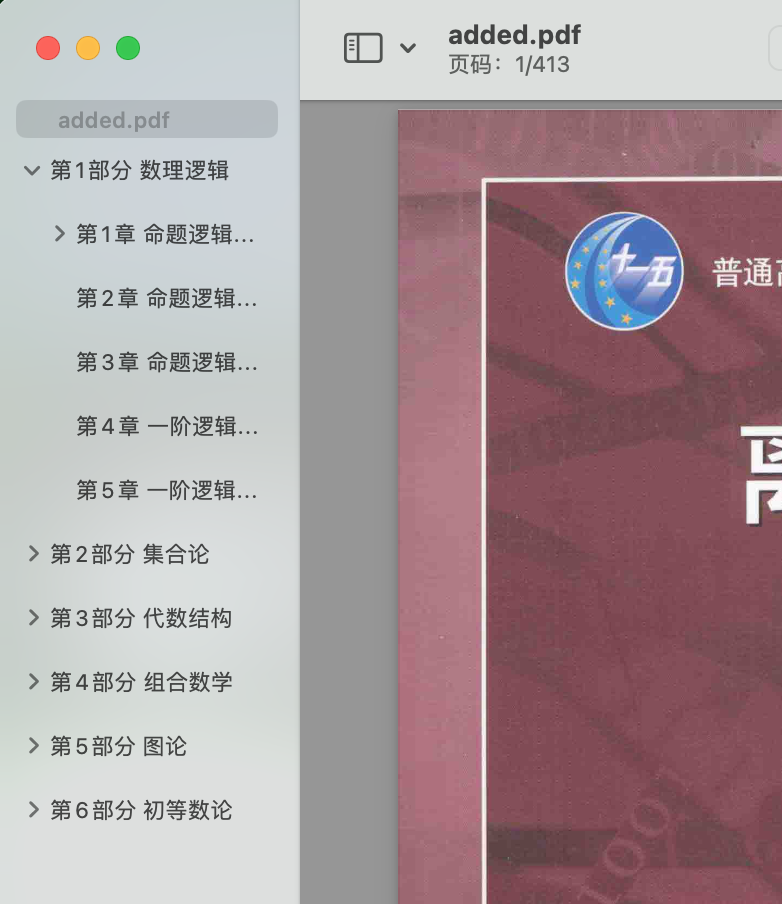 added.pdf
页码：1/413
added.pdf
第1部分 数理逻辑
第1章 命题逻辑...
第2章 命题逻辑...
第3章 命题逻辑...
第4章 一阶逻辑...
第5章 一阶逻辑...
第2部分 集合论
第3部分 代数结构
第4部分 组合数学
第5部分 图论
第6部分 初等数论
十一五
普通
1001